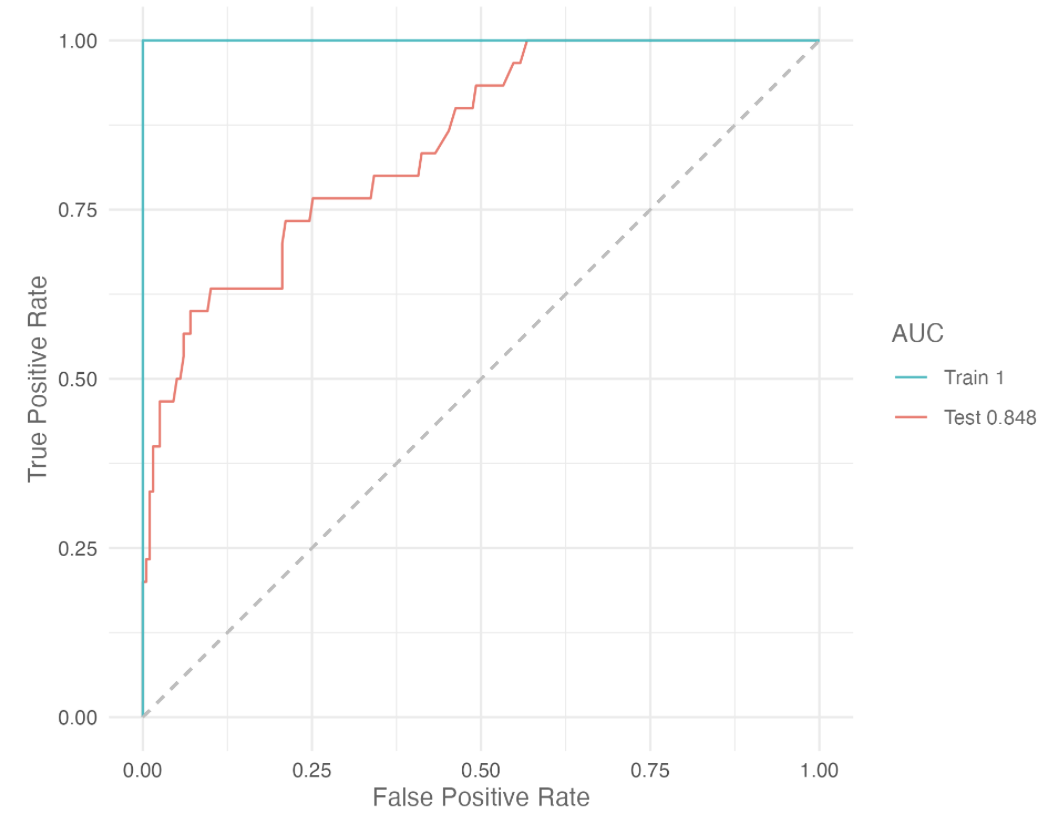 1.00
0.75
0.50
0.25
0.00
True Positive Rate
0.00 0.25 0.50 0.75 1.00
False Positive Rate
AUC
Train 1
Test 0.848